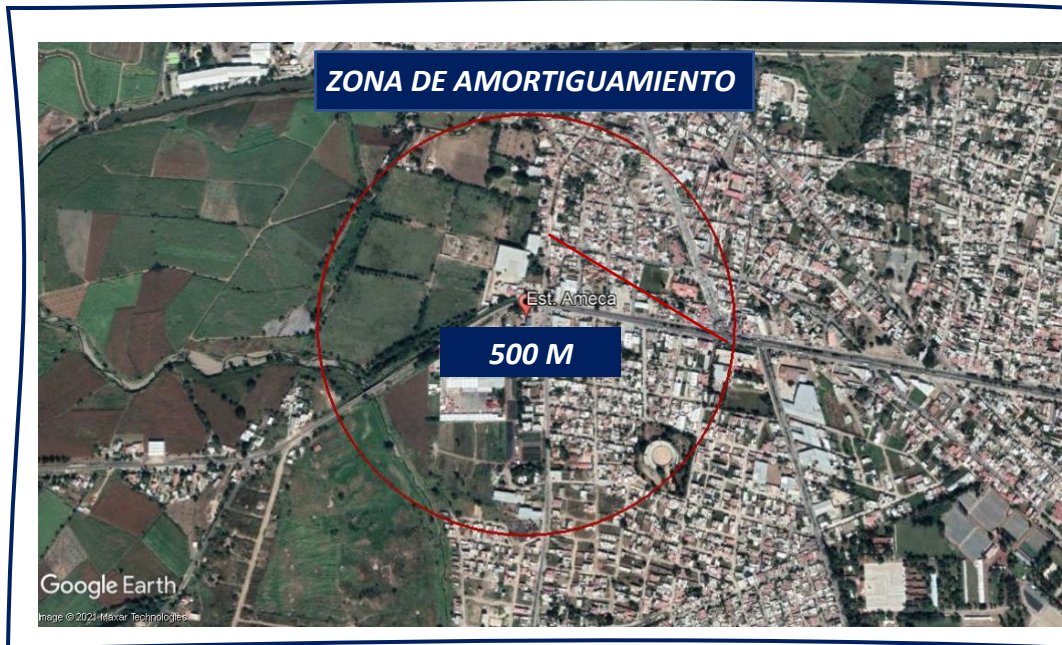 ZONA DE AMORTIGUAMIENTO
Est. Ameca
500 M
Google Earth
Image © 2021 Maxar Technologies